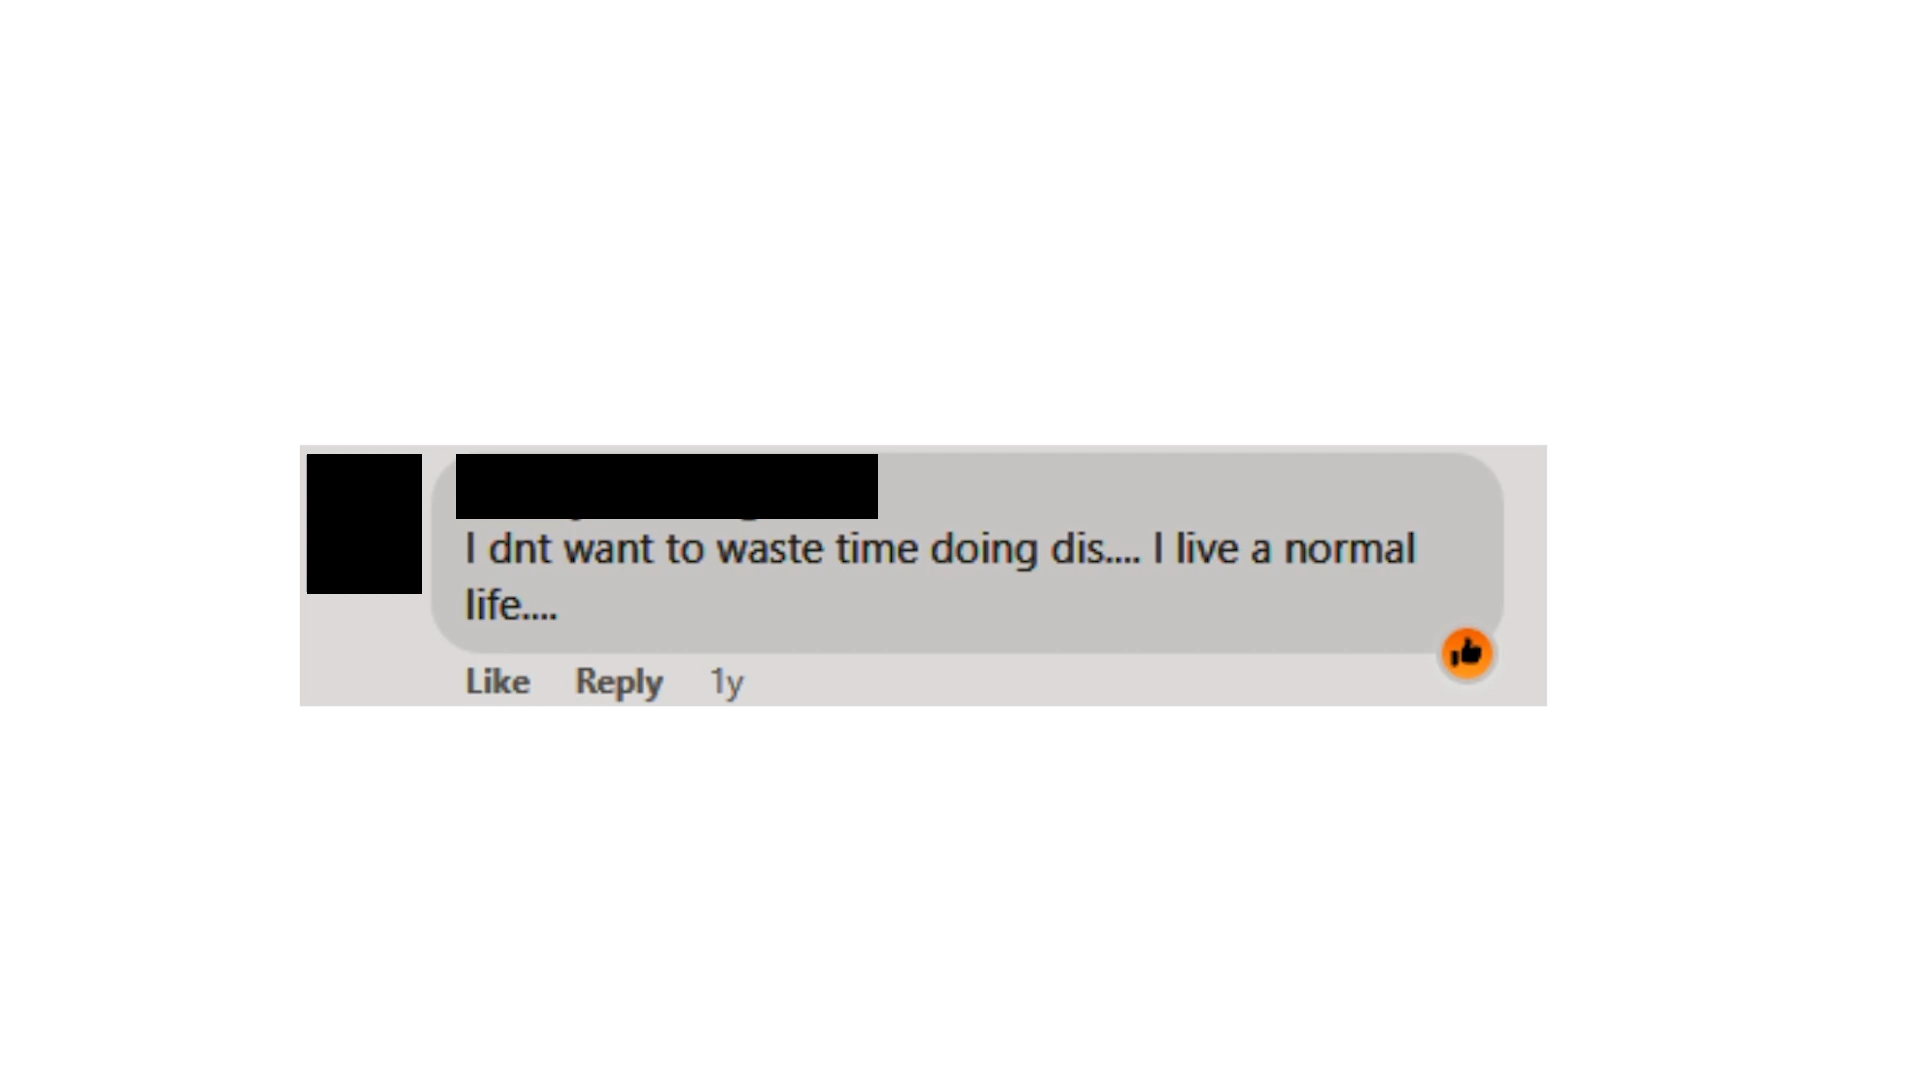 I dnt want to waste time doing dis.... I live a normal
life....
Like Reply 1y